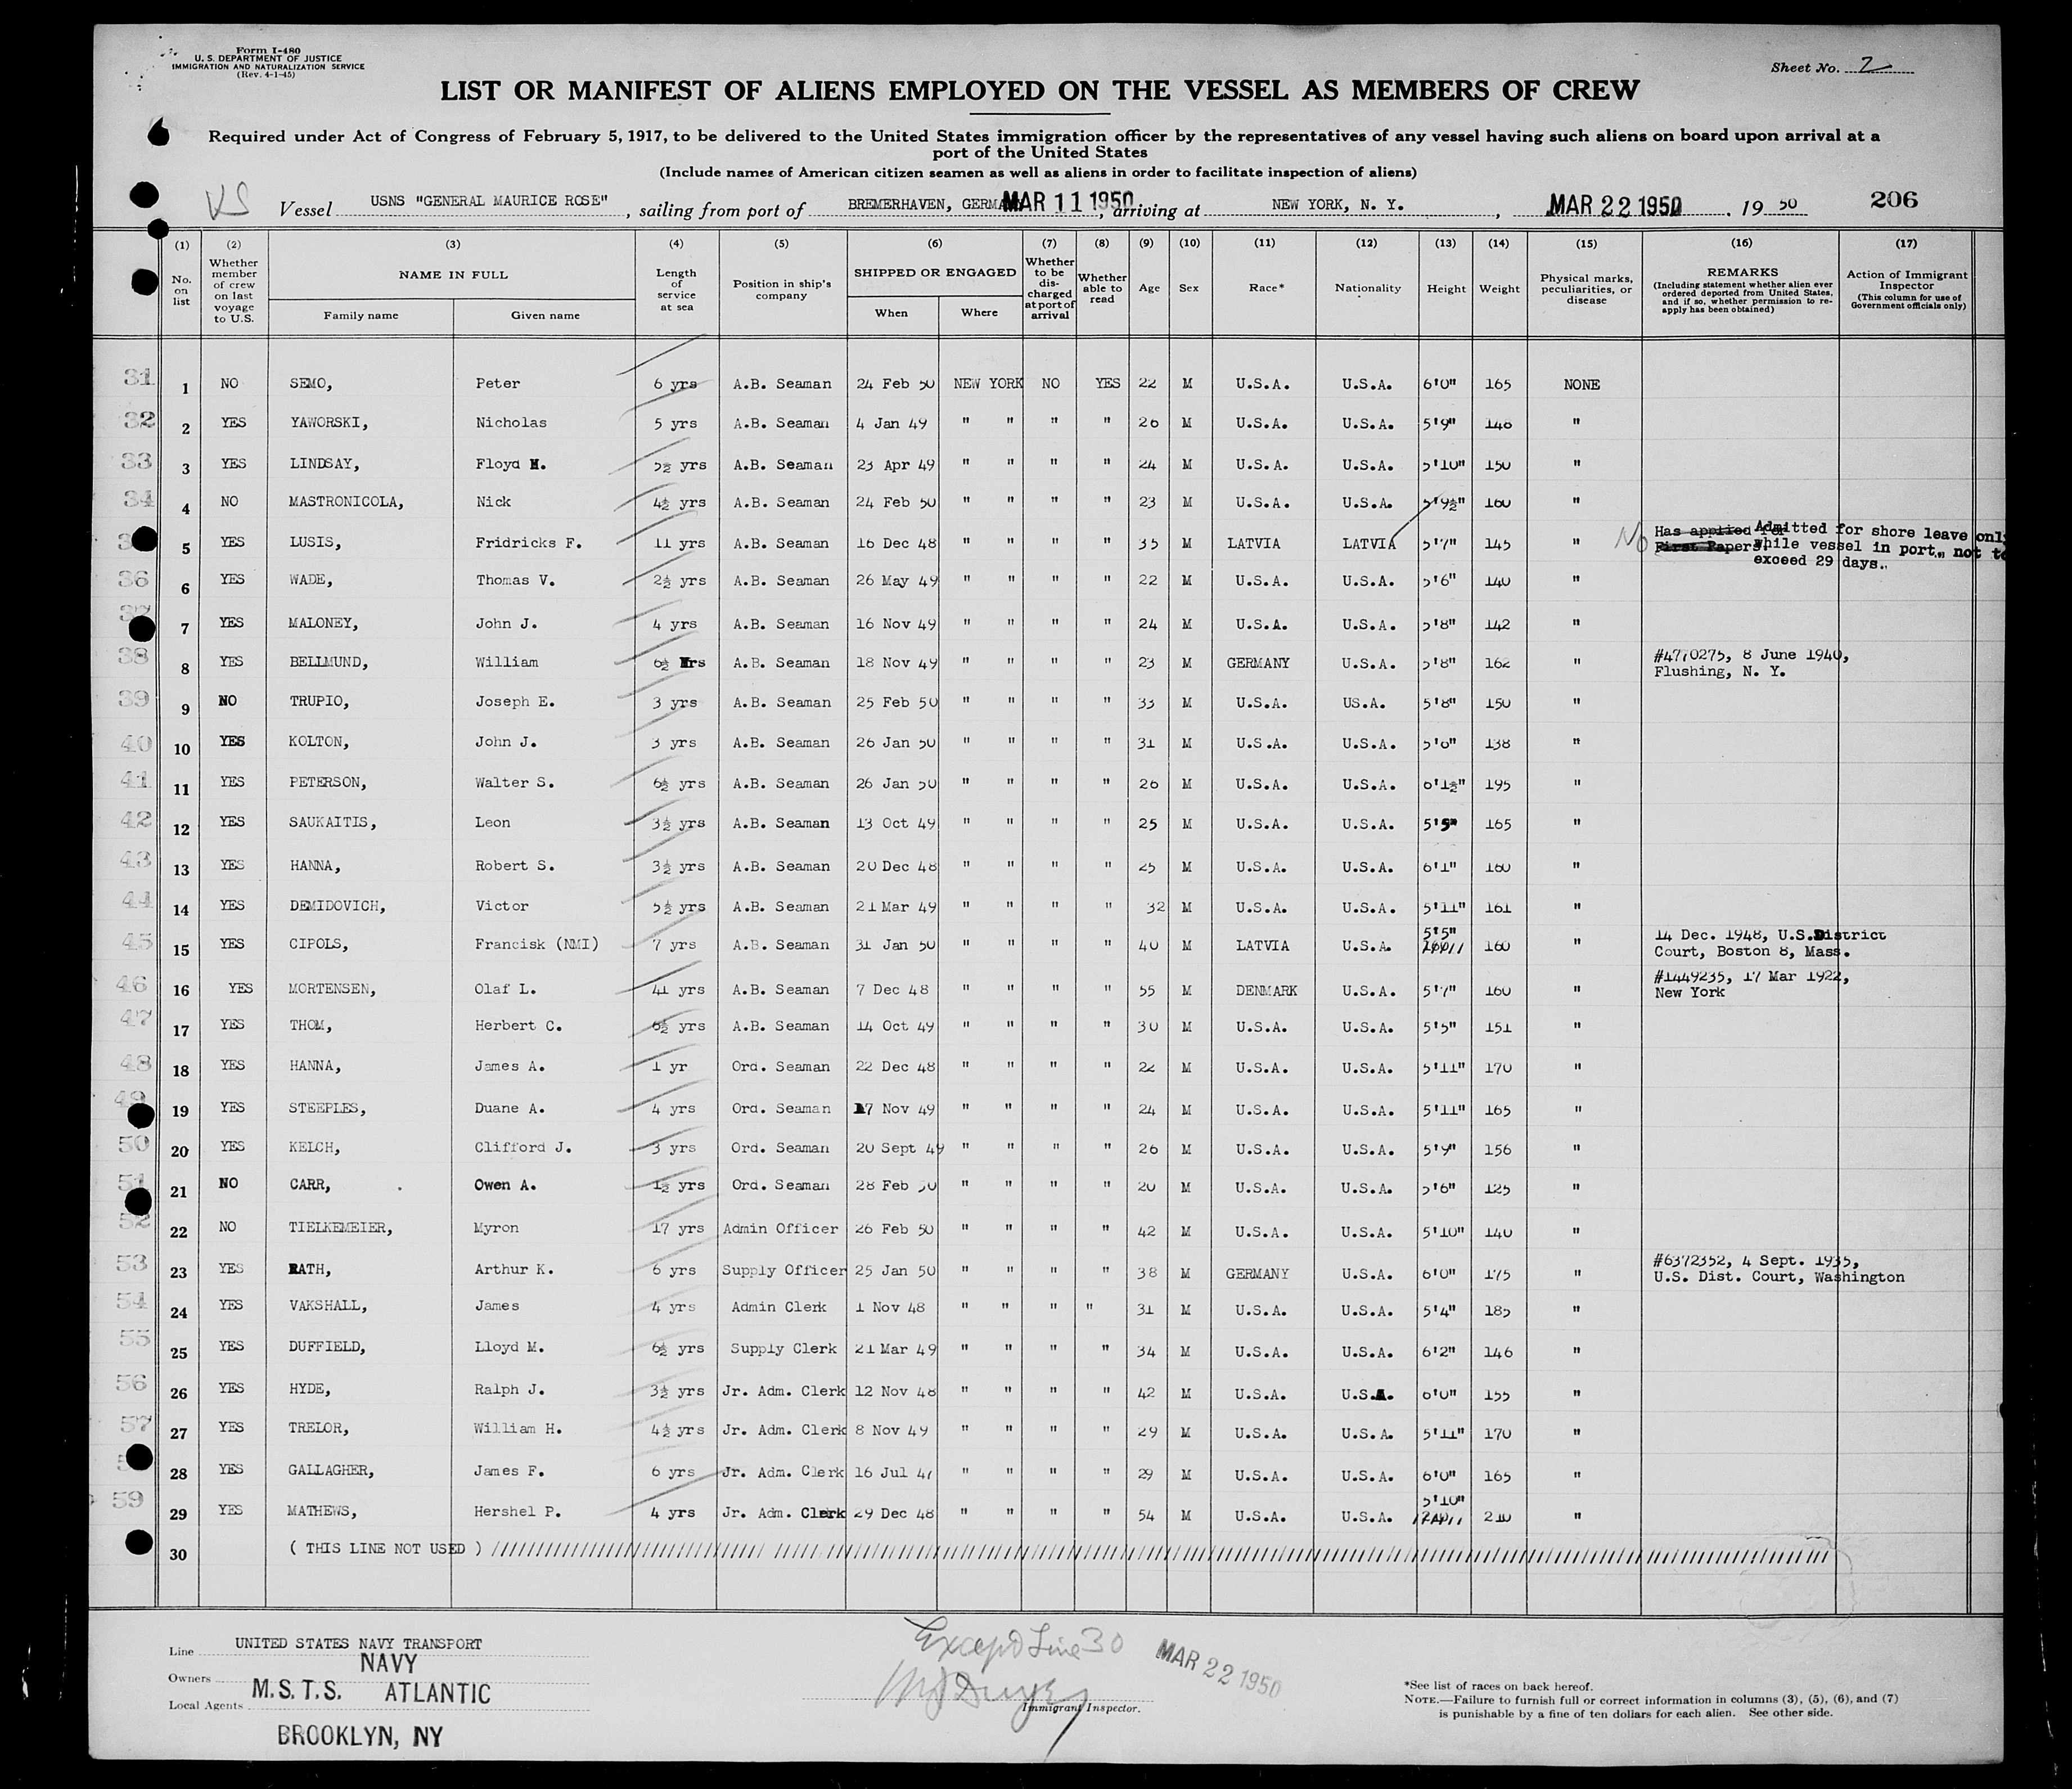 Form I-480
U. S. DEPARTMENT OF JUSTICE
IMMIGRATION AND NATURALIZATION SERVICE
(Rev. 4-1-45)
Sheet No. 2
LIST OR MANIFEST OF ALIENS EMPLOYED ON THE VESSEL AS MEMBERS OF CREW
Required under Act of Congress of February 5, 1917, to be delivered to the United States immigration officer by the representatives of any vessel having such aliens on board upon arrival at a
port of the United States
(Include names of American citizen seamen as well as aliens in order to facilitate inspection of aliens)
Vessel USNS "GENERAL MAURICE ROSE", sailing from port of BREMERHAVEN, GERMA MAR 11 1950, arriving at NEW YORK, N. Y., MAR 22 1950, 19 50 206
(1) (2) (3) (4) (5) (6) (7) (8) (9) (10) (11) (12) (13) (14) (15) (16) (17)
No. on list Whether member of crew on last voyage to U.S. NAME IN FULL Family name Given name Length of service at sea Position in ship's company SHIPPED OR ENGAGED When Where Whether to be discharged at port of arrival Whether able to read Age Sex Race* Nationality Height Weight Physical marks, peculiarities, or disease REMARKS (Including statement whether alien ever ordered deported from United States, and if so, whether permission to reapply has been obtained) Action of Immigrant Inspector (This column for use of Government officials only)
31 1 NO SEMO, Peter 6 yrs A.B. Seaman 24 Feb 50 NEW YORK NO YES 22 M U.S.A. U.S.A. 6'0" 165 NONE
32 2 YES YAWORSKI, Nicholas 5 yrs A.B. Seaman 4 Jan 49 " " " " 26 M U.S.A. U.S.A. 5'9" 148 "
33 3 YES LINDSAY, Floyd M. 5½ yrs A.B. Seaman 23 Apr 49 " " " " 24 M U.S.A. U.S.A. 5'10" 150 "
34 4 NO MASTRONICOLA, Nick 4½ yrs A.B. Seaman 24 Feb 50 " " " " 23 M U.S.A. U.S.A. 5'9½" 160 "
5 YES LUSIS, Fridricks F. 11 yrs A.B. Seaman 16 Dec 48 " " " " 35 M LATVIA LATVIA 5'7" 145 " No Has applied for First Papers. Admitted for shore leave only while vessel in port, not to exceed 29 days.
36 6 YES WADE, Thomas V. 2½ yrs A.B. Seaman 26 May 49 " " " " 22 M U.S.A. U.S.A. 5'6" 140 "
37 7 YES MALONEY, John J. 4 yrs A.B. Seaman 16 Nov 49 " " " " 24 M U.S.A. U.S.A. 5'8" 142 "
38 8 YES BELLMUND, William 6½ yrs A.B. Seaman 18 Nov 49 " " " " 23 M GERMANY U.S.A. 5'8" 162 " #4770275, 8 June 1940, Flushing, N. Y.
39 9 NO TRUPIO, Joseph E. 3 yrs A.B. Seaman 25 Feb 50 " " " " 33 M U.S.A. US.A. 5'8" 150 "
40 10 YES KOLTON, John J. 3 yrs A.B. Seaman 26 Jan 50 " " " " 31 M U.S.A. U.S.A. 5'6" 138 "
41 11 YES PETERSON, Walter S. 6½ yrs A.B. Seaman 26 Jan 50 " " " " 26 M U.S.A. U.S.A. 6'1½" 195 "
42 12 YES SAUKAITIS, Leon 3½ yrs A.B. Seaman 13 Oct 49 " " " " 25 M U.S.A. U.S.A. 5'5" 165 "
43 13 YES HANNA, Robert S. 3½ yrs A.B. Seaman 20 Dec 48 " " " " 25 M U.S.A. U.S.A. 6'1" 180 "
44 14 YES DEMIDOVICH, Victor 5½ yrs A.B. Seaman 21 Mar 49 " " " " 32 M U.S.A. U.S.A. 5'11" 161 "
45 15 YES CIPOLS, Francisk (NMI) 7 yrs A.B. Seaman 31 Jan 50 " " " " 40 M LATVIA U.S.A. 5'5" 160 " 14 Dec. 1948, U.S.District Court, Boston 8, Mass.
46 16 YES MORTENSEN, Olaf L. 41 yrs A.B. Seaman 7 Dec 48 " " " " 55 M DENMARK U.S.A. 5'7" 160 " #1449235, 17 Mar 1922, New York
47 17 YES THOM, Herbert C. 6½ yrs A.B. Seaman 14 Oct 49 " " " " 30 M U.S.A. U.S.A. 5'5" 151 "
48 18 YES HANNA, James A. 1 yr Ord. Seaman 22 Dec 48 " " " " 22 M U.S.A. U.S.A. 5'11" 170 "
49 19 YES STEEPLES, Duane A. 4 yrs Ord. Seaman 17 Nov 49 " " " " 24 M U.S.A. U.S.A. 5'11" 165 "
50 20 YES KELCH, Clifford J. 3 yrs Ord. Seaman 20 Sept 49 " " " " 26 M U.S.A. U.S.A. 5'9" 156 "
51 21 NO CARR, Owen A. 1½ yrs Ord. Seaman 28 Feb 50 " " " " 20 M U.S.A. U.S.A. 5'6" 125 "
52 22 NO TIELKEMEIER, Myron 17 yrs Admin Officer 26 Feb 50 " " " " 42 M U.S.A. U.S.A. 5'10" 140 "
53 23 YES RATH, Arthur K. 6 yrs Supply Officer 25 Jan 50 " " " " 38 M GERMANY U.S.A. 6'0" 175 " #6372352, 4 Sept. 1935, U.S. Dist. Court, Washington
54 24 YES VAKSHALL, James 4 yrs Admin Clerk 1 Nov 48 " " " " 31 M U.S.A. U.S.A. 5'4" 185 "
55 25 YES DUFFIELD, Lloyd M. 6½ yrs Supply Clerk 21 Mar 49 " " " " 34 M U.S.A. U.S.A. 6'2" 146 "
56 26 YES HYDE, Ralph J. 3½ yrs Jr. Adm. Clerk 12 Nov 48 " " " " 42 M U.S.A. U.S.A. 6'0" 155 "
57 27 YES TRELOR, William H. 4½ yrs Jr. Adm. Clerk 8 Nov 49 " " " " 29 M U.S.A. U.S.A. 5'11" 170 "
28 YES GALLAGHER, James F. 6 yrs Jr. Adm. Clerk 16 Jul 47 " " " " 29 M U.S.A. U.S.A. 6'0" 165 "
59 29 YES MATHEWS, Hershel P. 4 yrs Jr. Adm. Clerk 29 Dec 48 " " " " 54 M U.S.A. U.S.A. 5'10" 210 "
30 ( THIS LINE NOT USED )
Line UNITED STATES NAVY TRANSPORT
NAVY
Owners
Local Agents M.S.T.S. ATLANTIC
BROOKLYN, NY
Except Line 30
MAR 22 1950
Immigrant Inspector.
*See list of races on back hereof.
NOTE.—Failure to furnish full or correct information in columns (3), (5), (6), and (7)
is punishable by a fine of ten dollars for each alien. See other side.